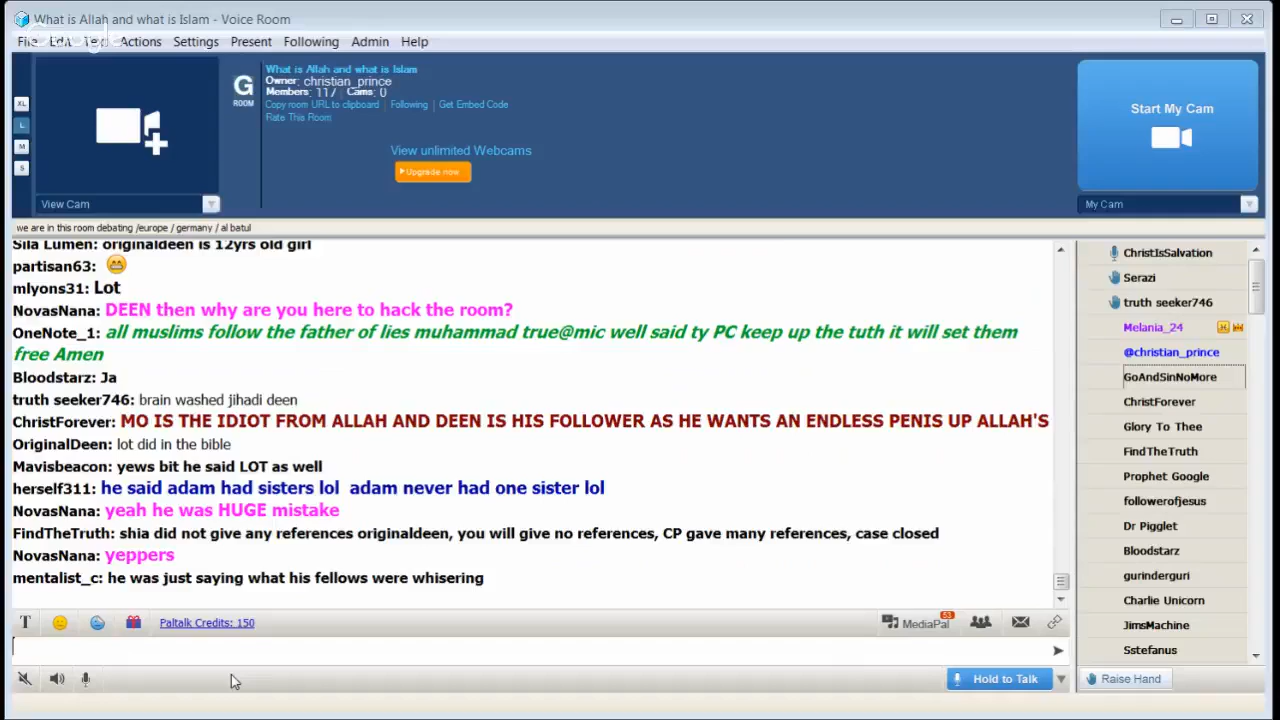 What is Allah and what is Islam - Voice Room
Google
File Edit Text Actions Settings Present Following Admin Help
What is Allah and what is Islam
G
ROOM
Owner: christian_prince
Members: 117 Cams: 0
Copy room URL to clipboard | Following | Get Embed Code
Rate This Room
View unlimited Webcams
Upgrade now
Start My Cam
XL
L
M
S
View Cam
My Cam
we are in this room debating /europe / germany / al batul
Sila Lumen: originaldeen is 12yrs old girl
partisan63:
mlyons31: Lot
NovasNana: DEEN then why are you here to hack the room?
OneNote_1: all muslims follow the father of lies muhammad true@mic well said ty PC keep up the tuth it will set them
free Amen
Bloodstarz: Ja
truth seeker746: brain washed jihadi deen
ChristForever: MO IS THE IDIOT FROM ALLAH AND DEEN IS HIS FOLLOWER AS HE WANTS AN ENDLESS PENIS UP ALLAH'S
OriginalDeen: lot did in the bible
Mavisbeacon: yews bit he said LOT as well
herself311: he said adam had sisters lol adam never had one sister lol
NovasNana: yeah he was HUGE mistake
FindTheTruth: shia did not give any references originaldeen, you will give no references, CP gave many references, case closed
NovasNana: yeppers
mentalist_c: he was just saying what his fellows were whisering
ChristIsSalvation
Serazi
truth seeker746
Melania_24
@christian_prince
GoAndSinNoMore
ChristForever
Glory To Thee
FindTheTruth
Prophet Google
followerofjesus
Dr Pigglet
Bloodstarz
gurinderguri
Charlie Unicorn
JimsMachine
Sstefanus
T
Paltalk Credits: 150
MediaPal
53
Hold to Talk
Raise Hand